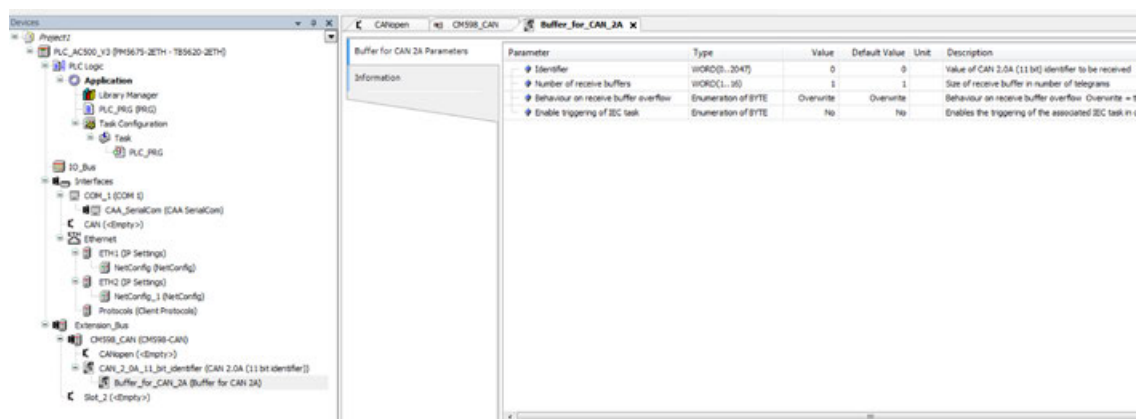 Devices
Project1
PLC_AC500_V3 (PM5675-2ETH - TB5620-2ETH)
PLC Logic
Application
Library Manager
PLC_PRG (PRG)
Task Configuration
Task
PLC_PRG
IO_Bus
Interfaces
COM_1 (COM 1)
CAA_SerialCom (CAA SerialCom)
CAN (<Empty>)
Ethernet
ETH1 (IP Settings)
NetConfig (NetConfig)
ETH2 (IP Settings)
NetConfig_1 (NetConfig)
Protocols (Client Protocols)
Extension_Bus
CM598_CAN (CM598-CAN)
CANopen (<Empty>)
CAN_2_0A_11_bit_identifier (CAN 2.0A (11 bit identifier))
Buffer_for_CAN_2A (Buffer for CAN 2A)
Slot_2 (<Empty>)
CANopen CM598_CAN Buffer_for_CAN_2A
Buffer for CAN 2A Parameters
Information
Parameter Type Value Default Value Unit Description
Identifier WORD(0..2047) 0 0 Value of CAN 2.0A (11 bit) identifier to be received
Number of receive buffers WORD(1..16) 1 1 Size of receive buffer in number of telegrams
Behaviour on receive buffer overflow Enumeration of BYTE Overwrite Overwrite Behaviour on receive buffer overflow Overwrite = t
Enable triggering of IEC task Enumeration of BYTE No No Enables the triggering of the associated IEC task in c